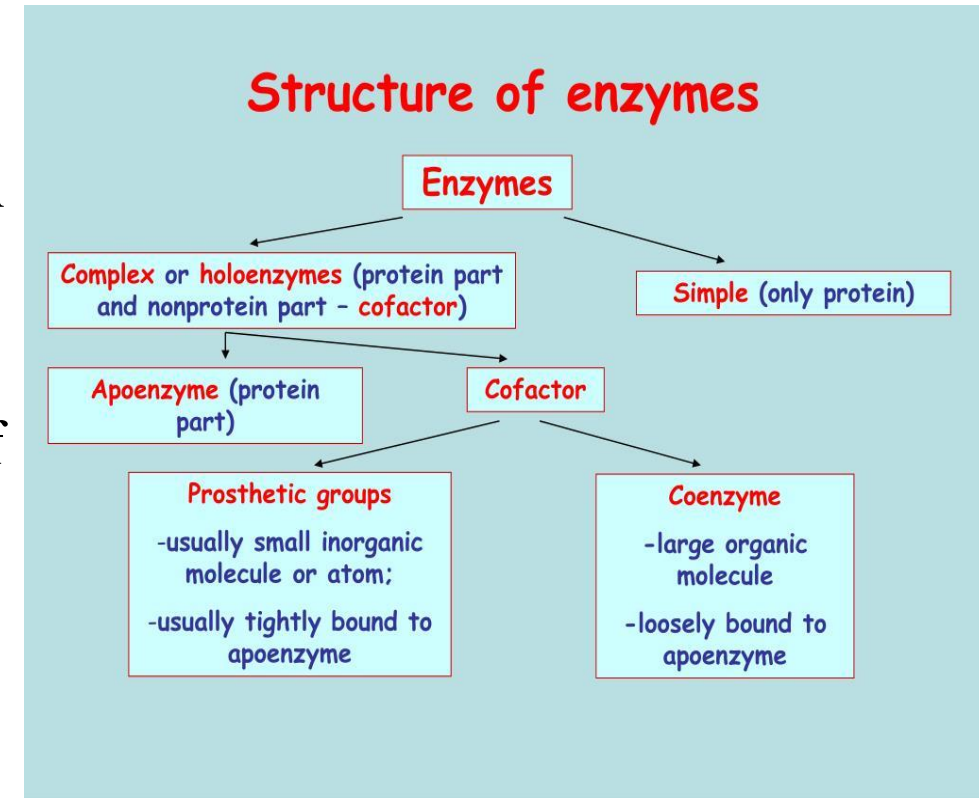 Structure of enzymes
Enzymes
Complex or holoenzymes (protein part
and nonprotein part – cofactor)
Simple (only protein)
Apoenzyme (protein
part)
Cofactor
Prosthetic groups
-usually small inorganic
molecule or atom;
-usually tightly bound to
apoenzyme
Coenzyme
-large organic
molecule
-loosely bound to
apoenzyme